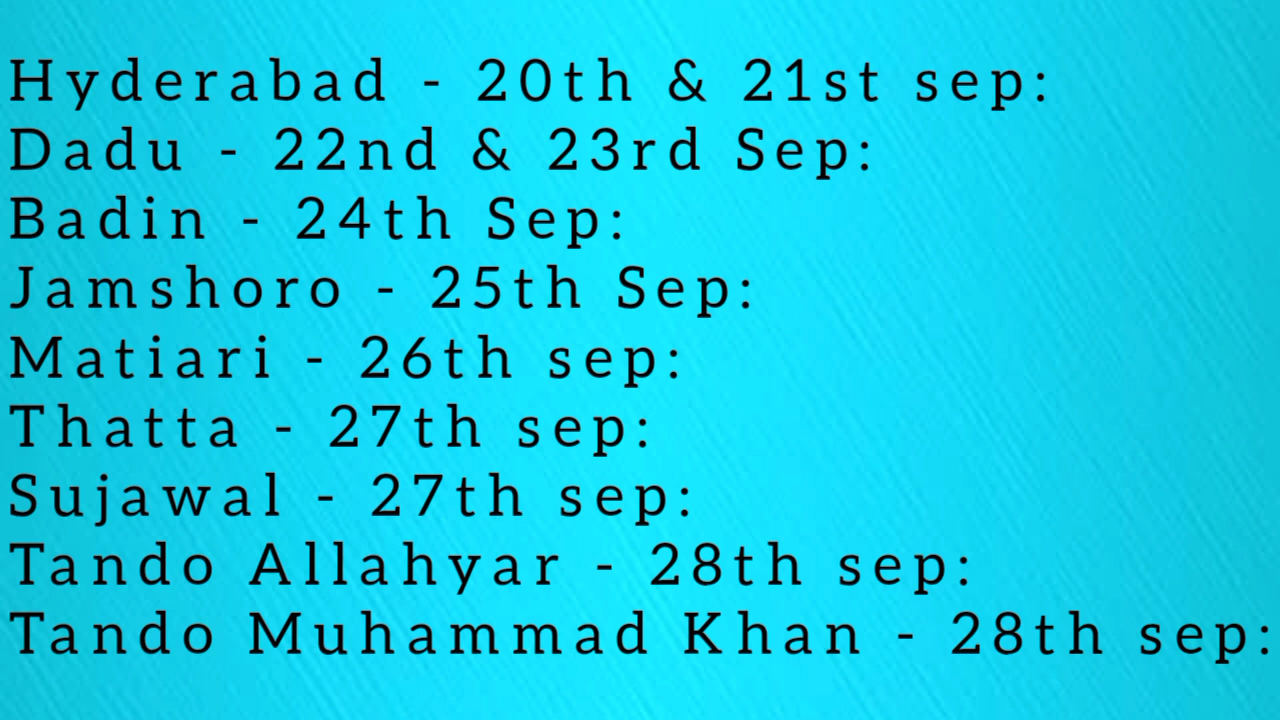 Hyderabad - 20th & 21st sep:
Dadu - 22nd & 23rd Sep:
Badin - 24th Sep:
Jamshoro - 25th Sep:
Matiari - 26th sep:
Thatta - 27th sep:
Sujawal - 27th sep:
Tando Allahyar - 28th sep:
Tando Muhammad Khan - 28th sep: